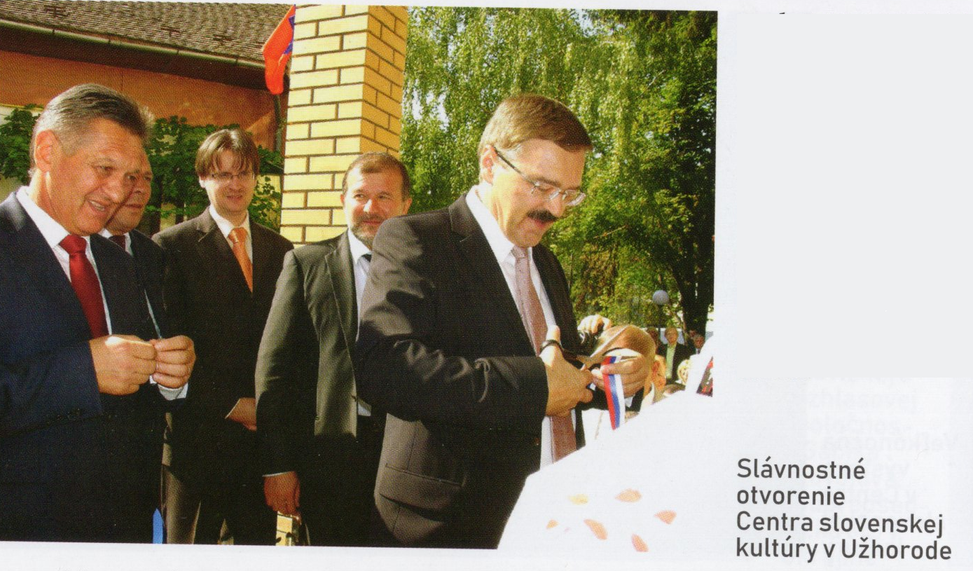 Slávnostné
otvorenie
Centra slovenskej
kultúry v Užhorode